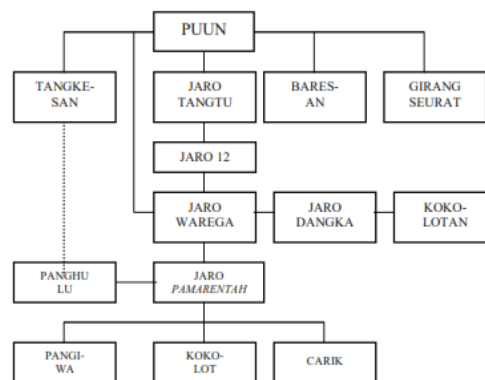 PUUN
TANGKE-
SAN
JARO
TANGTU
BARES-
AN
GIRANG
SEURAT
JARO 12
JARO
WAREGA
JARO
DANGKA
KOKO-
LOTAN
PANGHU
LU
JARO
PAMARENTAH
PANGI-
WA
KOKO-
LOT
CARIK